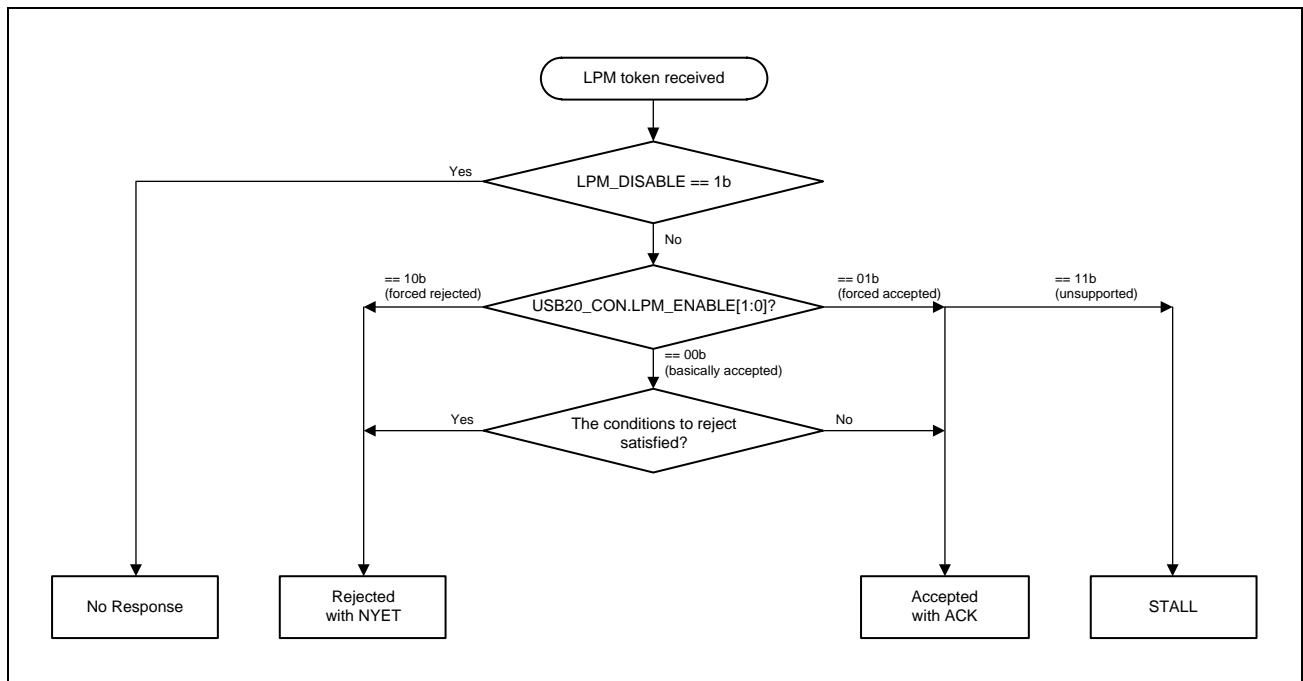 LPM token received
Yes
LPM_DISABLE == 1b
No
== 10b
(forced rejected)
USB20_CON.LPM_ENABLE[1:0]?
== 01b
(forced accepted)
== 11b
(unsupported)
== 00b
(basically accepted)
Yes
The conditions to reject
satisfied?
No
No Response
Rejected
with NYET
Accepted
with ACK
STALL